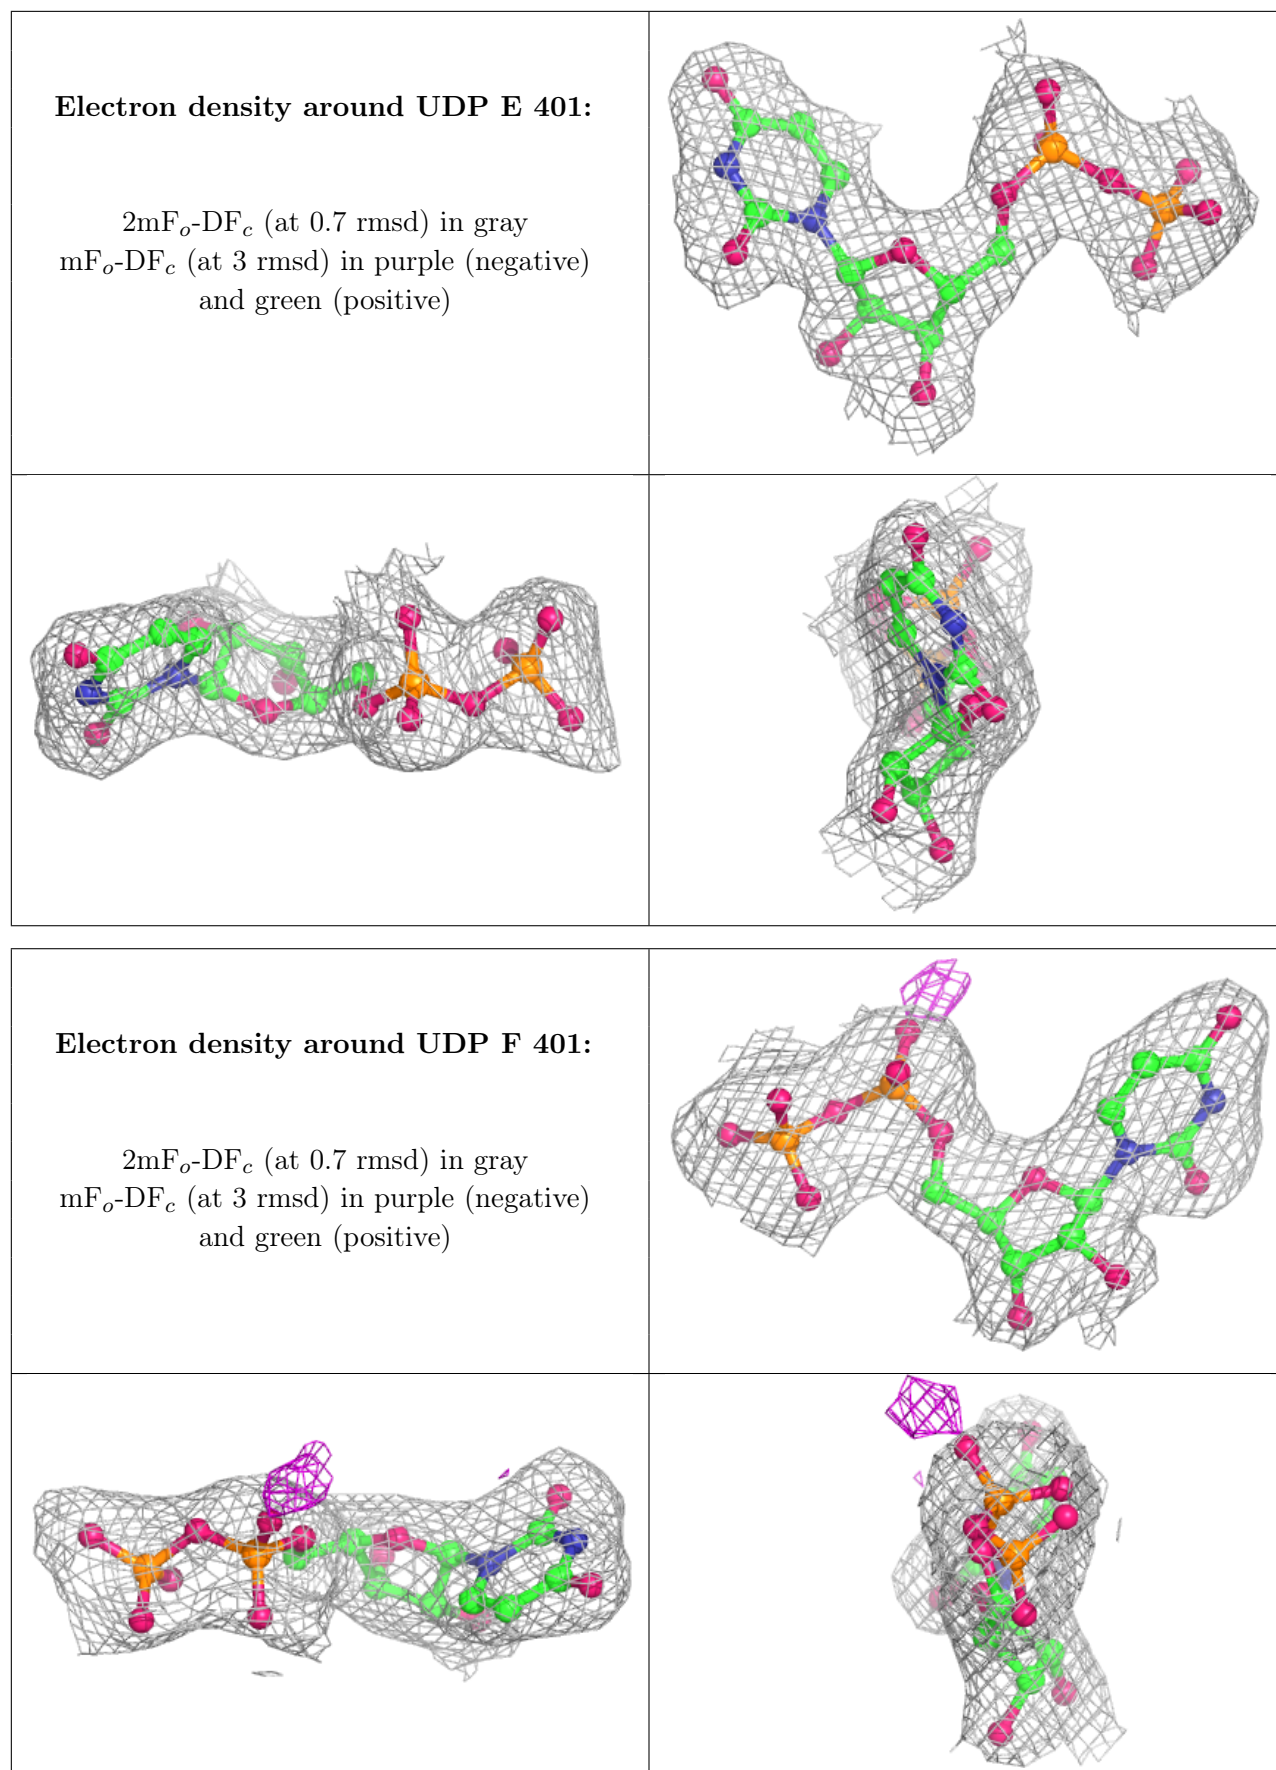 Electron density around UDP E 401:
2mFₒ-DF𝑐 (at 0.7 rmsd) in gray
mFₒ-DF𝑐 (at 3 rmsd) in purple (negative)
and green (positive)
Electron density around UDP F 401:
2mFₒ-DF𝑐 (at 0.7 rmsd) in gray
mFₒ-DF𝑐 (at 3 rmsd) in purple (negative)
and green (positive)